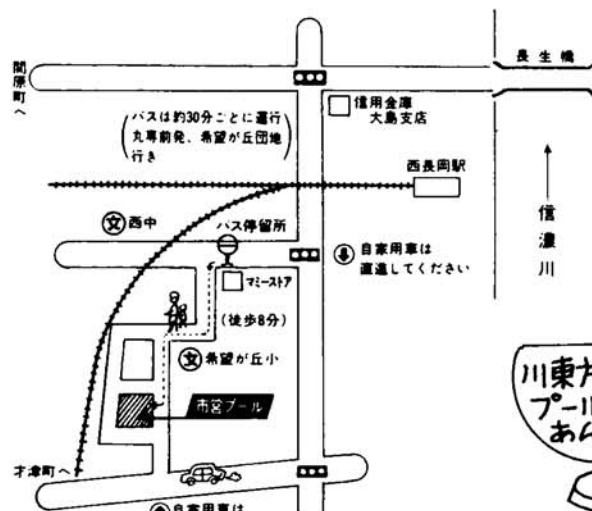 長生橋
関原町へ
信用金庫
大島支店
(バスは約30分ごとに運行
丸専前発、希望が丘団地
行き)
西長岡駅
信濃川
文 西中
バス停留所
自家用車は
直進してください
マミーストア
(徒歩8分)
文 希望が丘小
市営プール
川東方
プール
あん
才津町へ
自家用車は